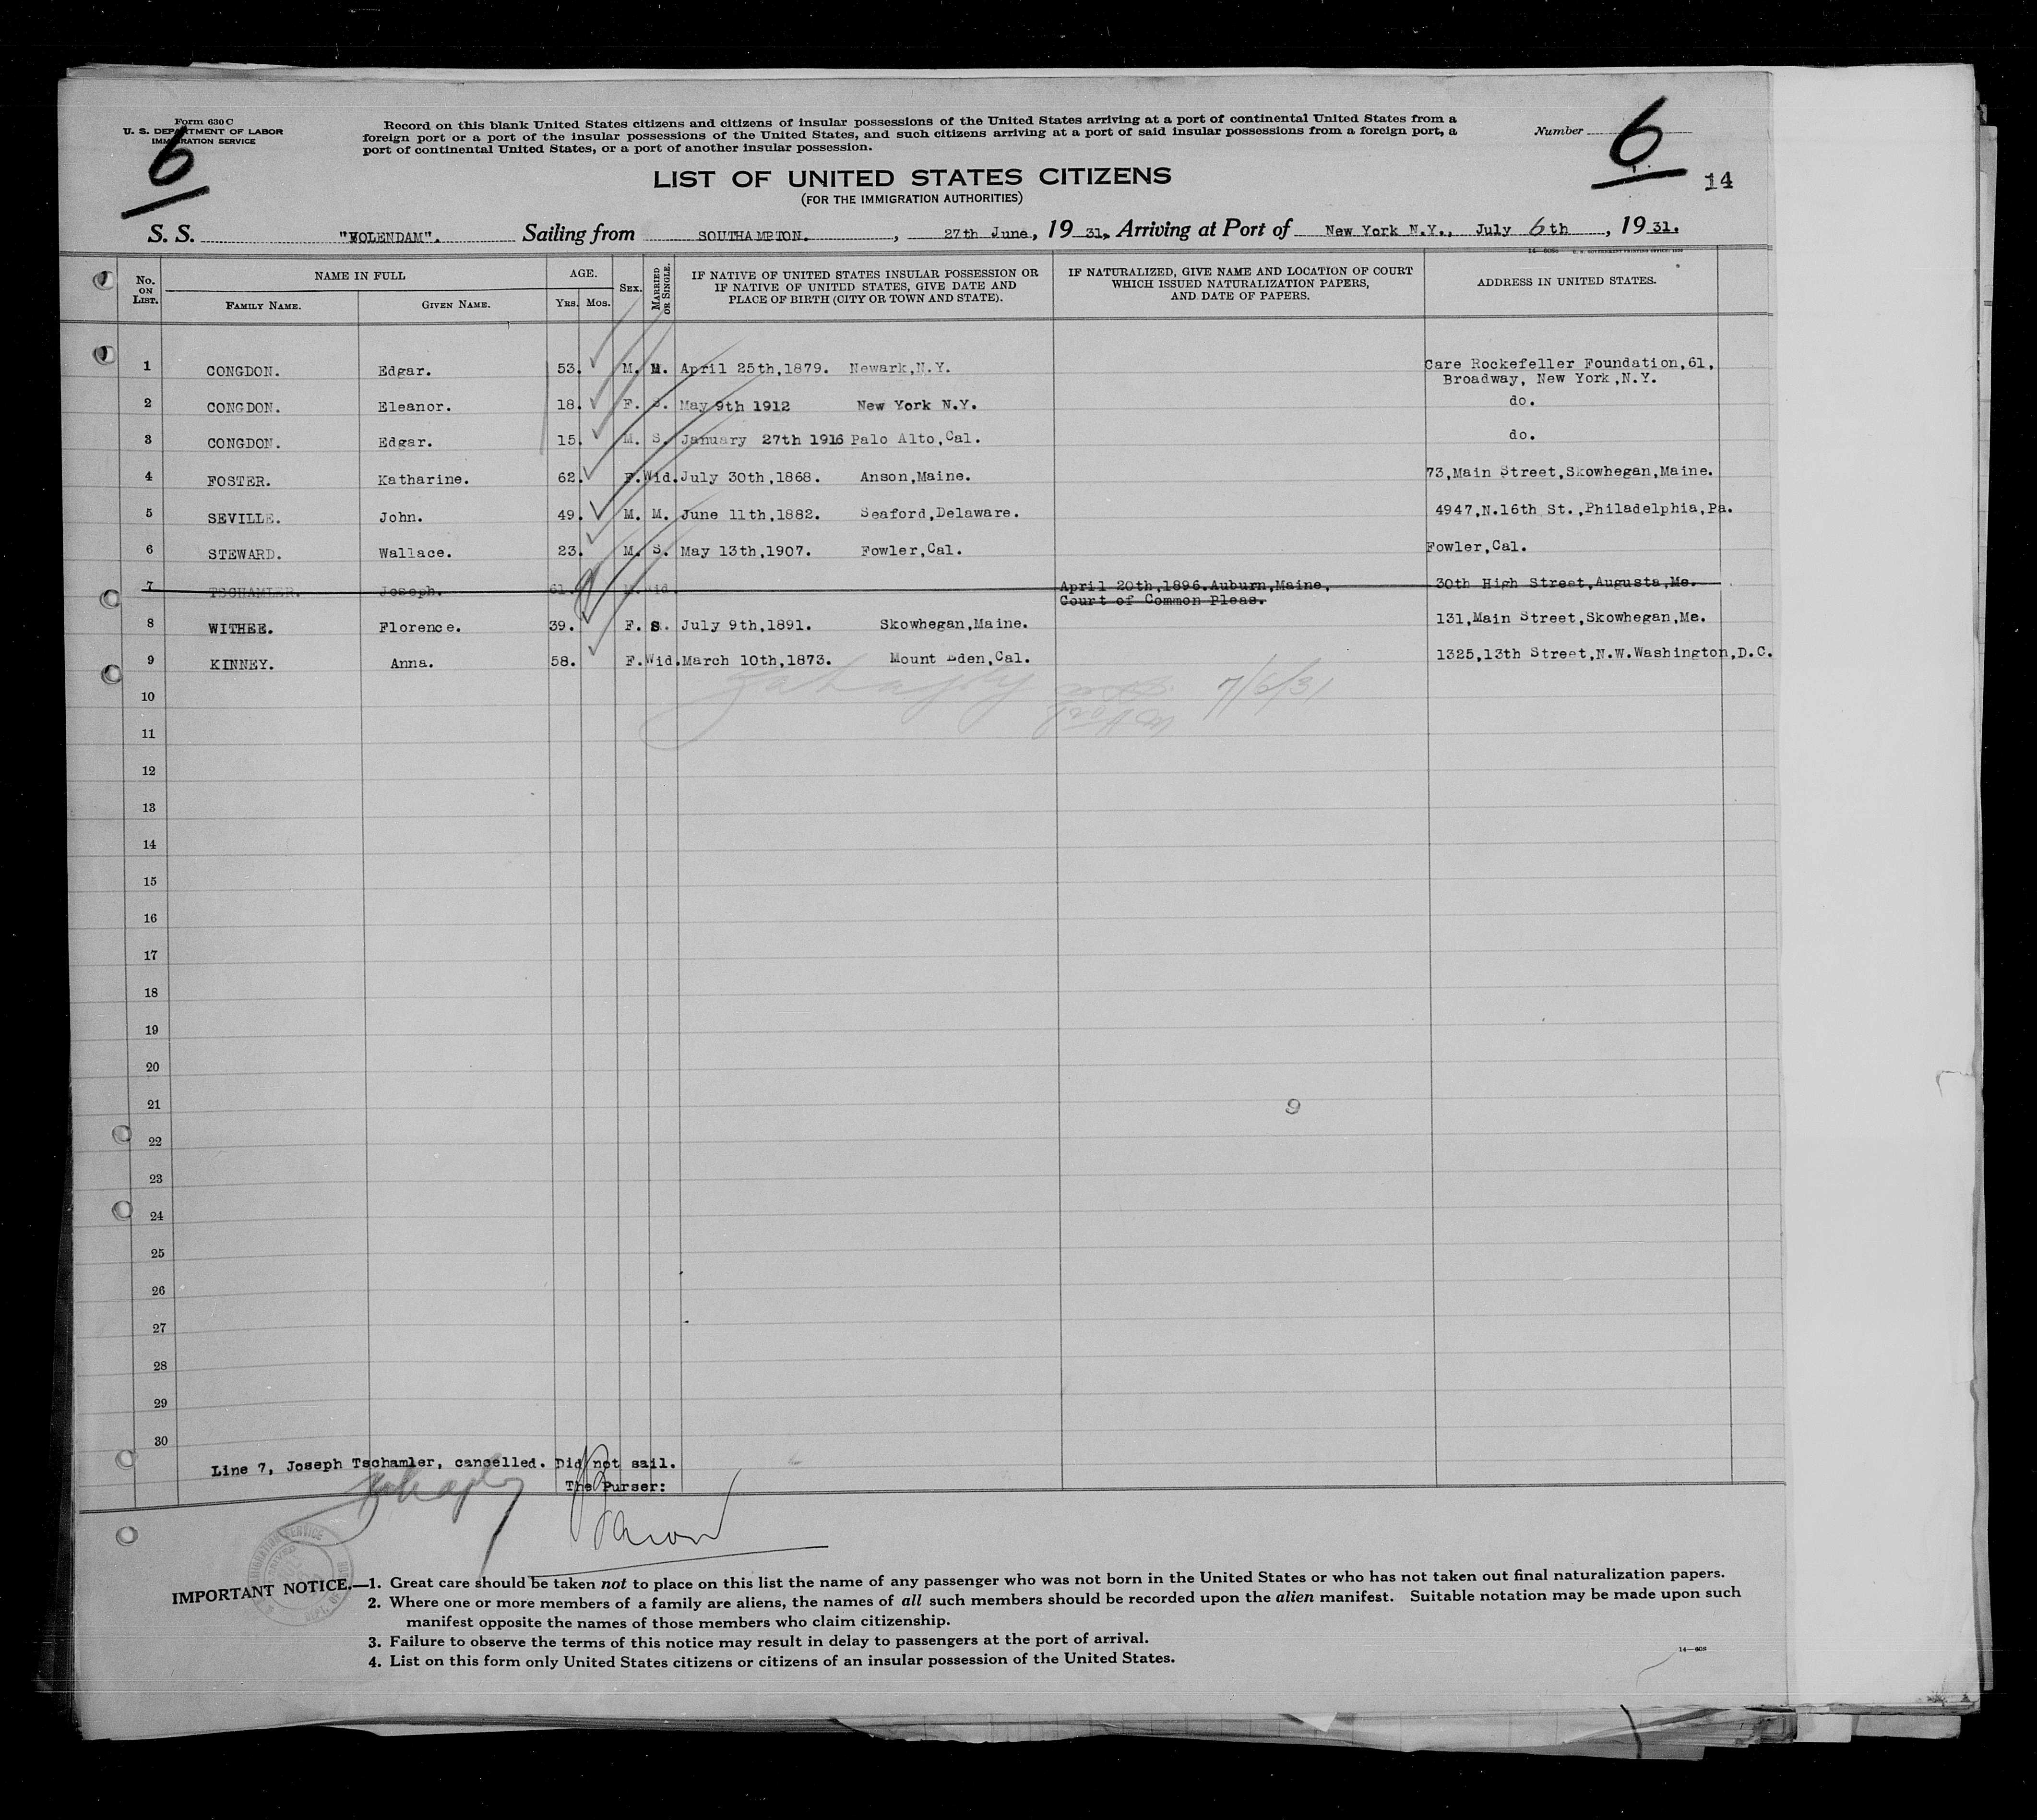 Form 630 C
U. S. DEPARTMENT OF LABOR
IMMIGRATION SERVICE
6
Record on this blank United States citizens and citizens of insular possessions of the United States arriving at a port of continental United States from a
foreign port or a port of the insular possessions of the United States, and such citizens arriving at a port of said insular possessions from a foreign port, a
port of continental United States, or a port of another insular possession.
Number 6
14
LIST OF UNITED STATES CITIZENS
(FOR THE IMMIGRATION AUTHORITIES)
S. S. "VOLENDAM". Sailing from SOUTHAMPTON. , 27th June, 19 31, Arriving at Port of New York N.Y., July 6th , 19 31.
No. ON LIST. NAME IN FULL FAMILY NAME. GIVEN NAME. AGE. Yrs. Mos. SEX. MARRIED OR SINGLE. IF NATIVE OF UNITED STATES INSULAR POSSESSION OR IF NATIVE OF UNITED STATES, GIVE DATE AND PLACE OF BIRTH (CITY OR TOWN AND STATE). IF NATURALIZED, GIVE NAME AND LOCATION OF COURT WHICH ISSUED NATURALIZATION PAPERS, AND DATE OF PAPERS. ADDRESS IN UNITED STATES.
1 CONGDON. Edgar. 53. M. M. April 25th,1879. Newark,N.Y. Care Rockefeller Foundation,61,
Broadway, New York,N.Y.
2 CONGDON. Eleanor. 18. F. S. May 9th 1912 New York N.Y. do.
3 CONGDON. Edgar. 15. M. S. January 27th 1916 Palo Alto,Cal. do.
4 FOSTER. Katharine. 62. F. Wid. July 30th,1868. Anson,Maine. 73,Main Street,Skowhegan,Maine.
5 SEVILLE. John. 49. M. M. June 11th,1882. Seaford,Delaware. 4947,N.16th St.,Philadelphia,Pa.
6 STEWARD. Wallace. 23. M. S. May 13th,1907. Fowler,Cal. Fowler,Cal.
7 TSCHAMLER. Joseph. 61. M. Wid. April 20th,1896.Auburn,Maine, 30th High Street,Augusta,Me.
Court of Common Pleas.
8 WITHEE. Florence. 39. F. S. July 9th,1891. Skowhegan,Maine. 131,Main Street,Skowhegan,Me.
9 KINNEY. Anna. 58. F. Wid. March 10th,1873. Mount Eden,Cal. 1325,13th Street,N.W.Washington,D.C.
7/6/31
10
11
12
13
14
15
16
17
18
19
20
21
9
22
23
24
25
26
27
28
29
30
Line 7, Joseph Tschamler, cancelled. Did not sail.
The Purser:
IMPORTANT NOTICE.—1. Great care should be taken not to place on this list the name of any passenger who was not born in the United States or who has not taken out final naturalization papers.
2. Where one or more members of a family are aliens, the names of all such members should be recorded upon the alien manifest. Suitable notation may be made upon such
manifest opposite the names of those members who claim citizenship.
3. Failure to observe the terms of this notice may result in delay to passengers at the port of arrival.
4. List on this form only United States citizens or citizens of an insular possession of the United States.